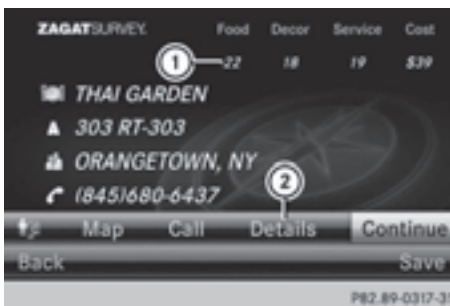 ZAGATSURVEY. Food Decor Service Cost
1 22 18 19 $39
THAI GARDEN
303 RT-303
ORANGETOWN, NY
2
(845)680-6437
Map Call Details Continue
Back Save
P82.89-0317-31